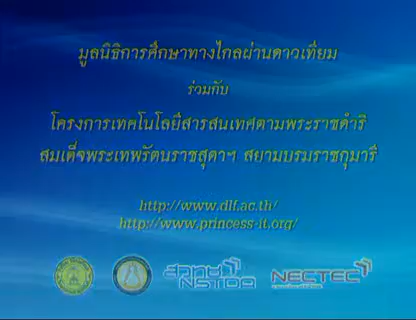 มูลนิธิการศึกษาทางไกลผ่านดาวเทียม
ร่วมกับ
โครงการเทคโนโลยีสารสนเทศตามพระราชดำริ
สมเด็จพระเทพรัตนราชสุดาฯ สยามบรมราชกุมารี
http://www.dlf.ac.th/
http://www.princess-it.org/
สวทช
NSTDA
NECTEC